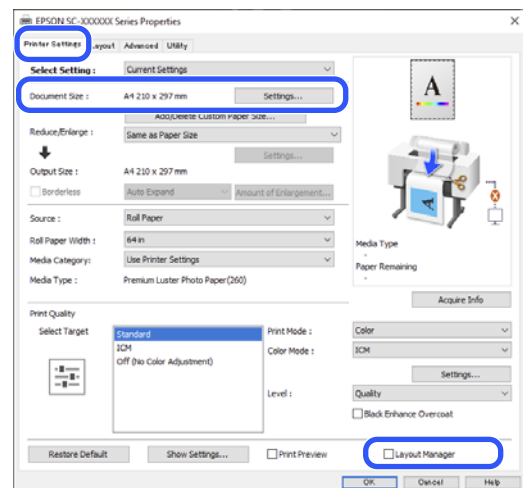 EPSON SC-XXXXXX Series Properties
Printer Settings Layout Advanced Utility
Select Setting : Current Settings
Document Size : A4 210 x 297 mm Settings...
Add/Delete Custom Paper Size...
Reduce/Enlarge : Same as Paper Size
Settings...
Output Size : A4 210 x 297 mm
Borderless Auto Expand Amount of Enlargement...
Source : Roll Paper
Roll Paper Width : 64 in
Media Category: Use Printer Settings
Media Type : Premium Luster Photo Paper(260)
A
Media Type
-
Paper Remaining
-
Acquire Info
Print Quality
Select Target
Standard
ICM
Off (No Color Adjustment)
Print Mode : Color
Color Mode : ICM
Settings...
Level : Quality
Black Enhance Overcoat
Restore Default Show Settings... Print Preview Layout Manager
OK Cancel Help